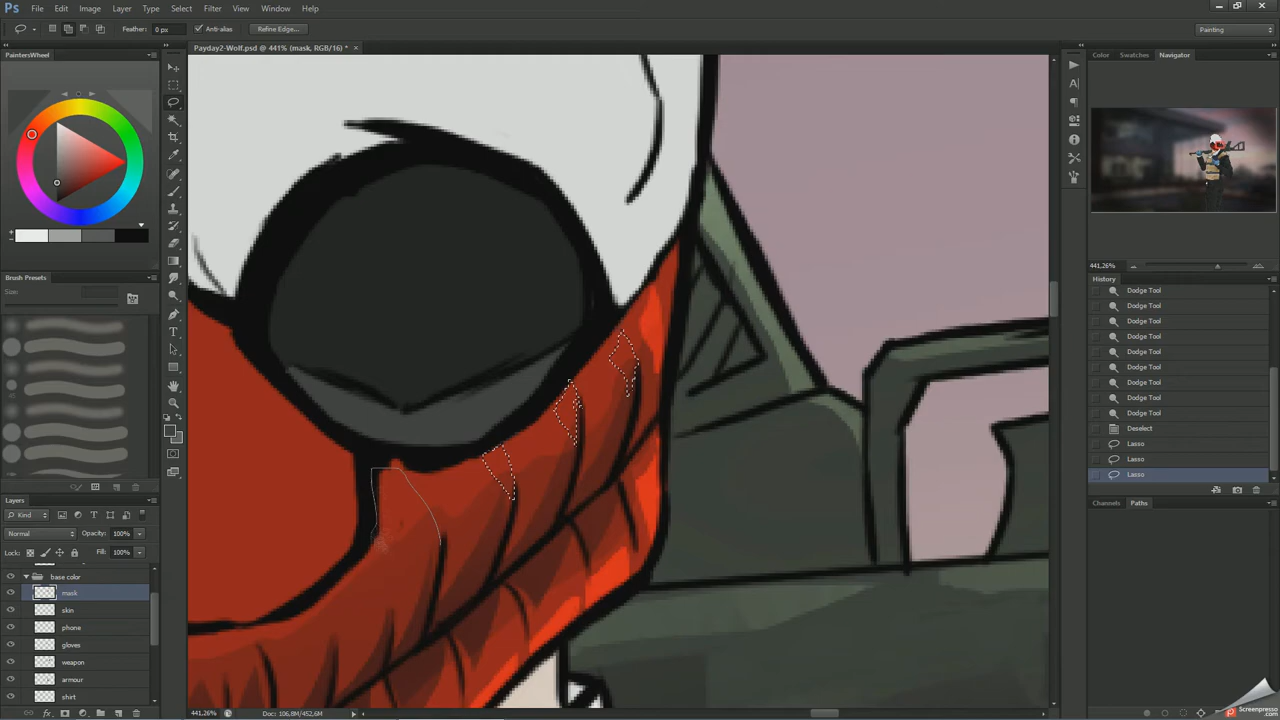 Ps File Edit Image Layer Type Select Filter View Window Help
Feather: 0 px Anti-alias Refine Edge... Painting
PaintersWheel
Payday2-Wolf.psd @ 441% (mask, RGB/16) *
Color Swatches Navigator
Brush Presets
Size:
441.26%
History
Dodge Tool
Dodge Tool
Dodge Tool
Dodge Tool
Dodge Tool
Dodge Tool
Dodge Tool
Dodge Tool
Dodge Tool
Deselect
Lasso
Lasso
Lasso
Layers
Kind
Normal Opacity: 100%
Lock: Fill: 100%
base color
mask
skin
phone
gloves
weapon
armour
shirt
Channels Paths
441.26% Doc: 106,8M/452,6M
Screenpresso.com